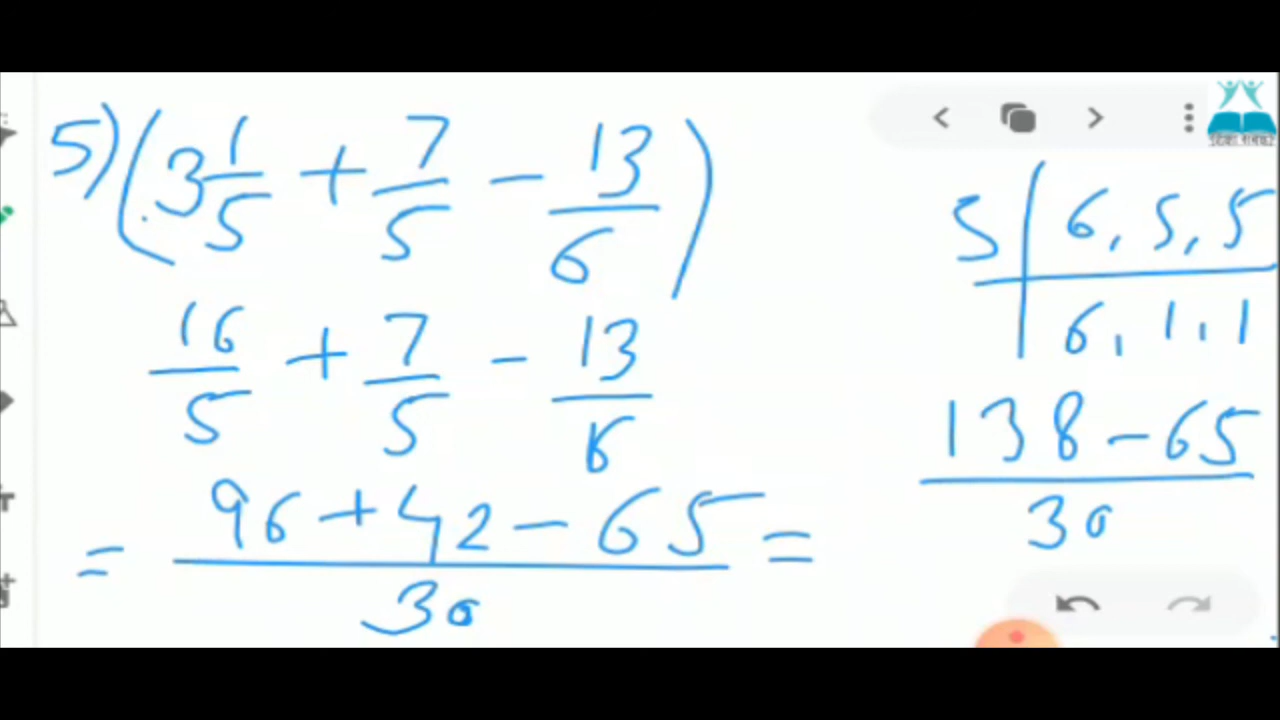 5) (3 1/5 + 7/5 - 13/6)
16/5 + 7/5 - 13/6
= (96 + 42 - 65)/30 =
5 | 6, 5, 5
6, 1, 1
(138 - 65)/30